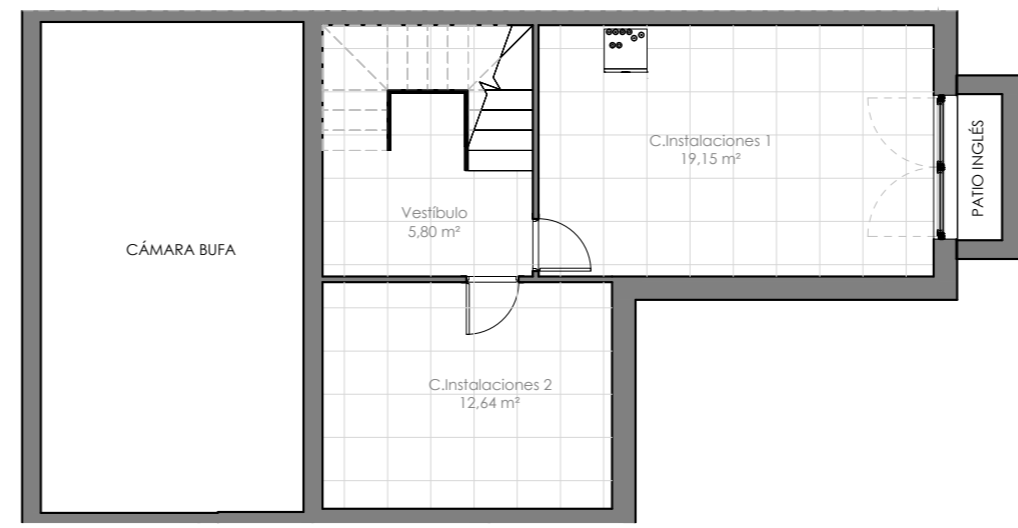 C.Instalaciones 1
19,15 m²
PATIO INGLÉS
Vestíbulo
5,80 m²
CÁMARA BUFA
C.Instalaciones 2
12,64 m²